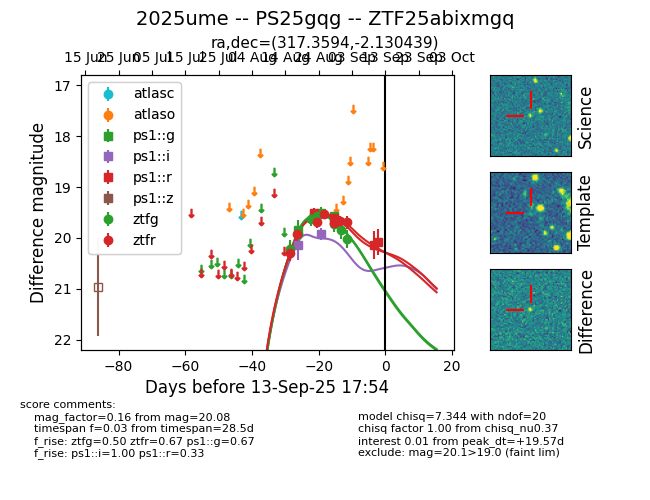 2025ume -- PS25gqg -- ZTF25abixmgq
ra,dec=(317.3594,-2.130439)
15 Jun 25 Jun 05 Jul 15 Jul 25 Jul 04 Aug 14 Aug 24 Aug 03 Sep 13 Sep 23 Sep 03 Oct
17
18
19
20
21
22
Difference magnitude
atlasc
atlaso
ps1::g
ps1::i
ps1::r
ps1::z
ztfg
ztfr
−80 −60 −40 −20 0 20
Days before 13-Sep-25 17:54
Science
Template
Difference
score comments:
mag_factor=0.16 from mag=20.08
timespan f=0.03 from timespan=28.5d
f_rise: ztfg=0.50 ztfr=0.67 ps1::g=0.67
f_rise: ps1::i=1.00 ps1::r=0.33
model chisq=7.344 with ndof=20
chisq factor 1.00 from chisq_nu0.37
interest 0.01 from peak_dt=+19.57d
exclude: mag=20.1>19.0 (faint lim)